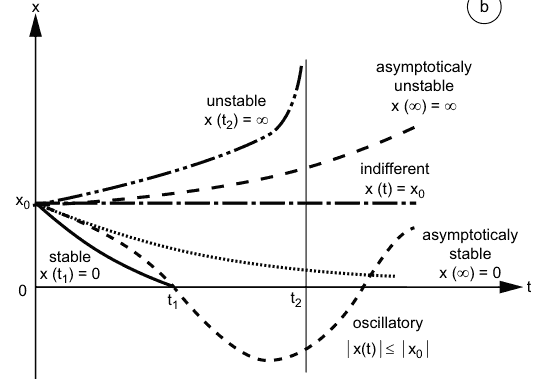 x
b
asymptoticaly
unstable
x (∞) = ∞
unstable
x (t₂) = ∞
indifferent
x (t) = x₀
x₀
asymptoticaly
stable
x (∞) = 0
stable
x (t₁) = 0
0
t₁
t₂
t
oscillatory
|x(t)| ≤ |x₀|